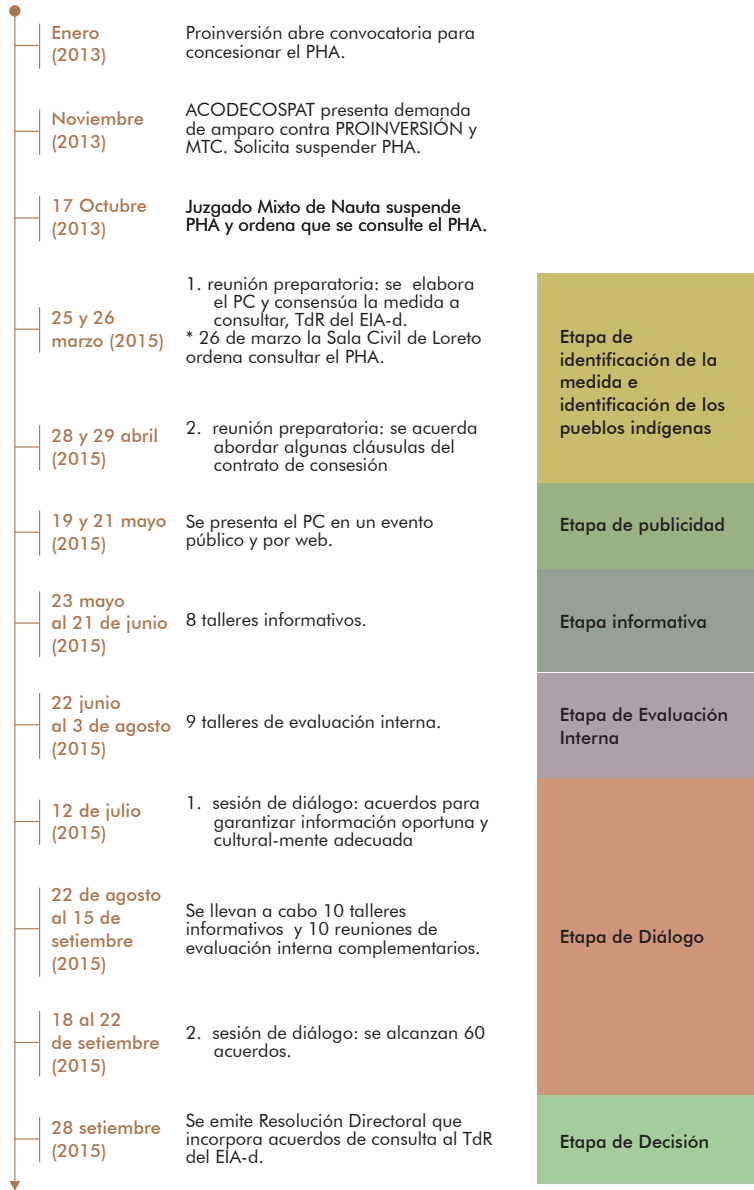 Enero
(2013)
Proinversión abre convocatoria para
concesionar el PHA.
Noviembre
(2013)
ACODECOSPAT presenta demanda
de amparo contra PROINVERSIÓN y
MTC. Solicita suspender PHA.
17 Octubre
(2013)
Juzgado Mixto de Nauta suspende
PHA y ordena que se consulte el PHA.
25 y 26
marzo (2015)
1. reunión preparatoria: se elabora
el PC y consensúa la medida a
consultar, TdR del EIA-d.
* 26 de marzo la Sala Civil de Loreto
ordena consultar el PHA.
28 y 29 abril
(2015)
2. reunión preparatoria: se acuerda
abordar algunas cláusulas del
contrato de consesión
Etapa de
identificación de la
medida e
identificación de los
pueblos indígenas
19 y 21 mayo
(2015)
Se presenta el PC en un evento
público y por web.
Etapa de publicidad
23 mayo
al 21 de junio
(2015)
8 talleres informativos.
Etapa informativa
22 junio
al 3 de agosto
(2015)
9 talleres de evaluación interna.
Etapa de Evaluación
Interna
12 de julio
(2015)
1. sesión de diálogo: acuerdos para
garantizar información oportuna y
cultural-mente adecuada
22 de agosto
al 15 de
setiembre
(2015)
Se llevan a cabo 10 talleres
informativos y 10 reuniones de
evaluación interna complementarios.
18 al 22
de setiembre
(2015)
2. sesión de diálogo: se alcanzan 60
acuerdos.
Etapa de Diálogo
28 setiembre
(2015)
Se emite Resolución Directoral que
incorpora acuerdos de consulta al TdR
del EIA-d.
Etapa de Decisión